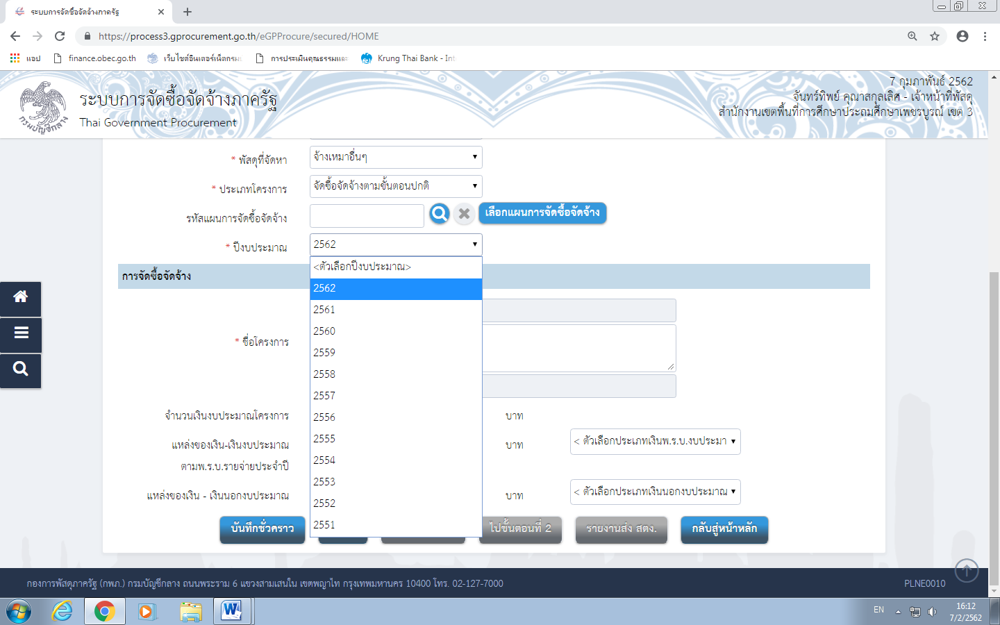 ระบบการจัดซื้อจัดจ้างภาครัฐ
https://process3.gprocurement.go.th/eGPProcure/secured/HOME
แอป finance.obec.go.th เว็บไซต์อินเตอร์เน็ตกรม การประเมินคุณธรรมและ Krung Thai Bank - Int
ระบบการจัดซื้อจัดจ้างภาครัฐ
Thai Government Procurement
กรมบัญชีกลาง
7 กุมภาพันธ์ 2562
จันทร์ทิพย์ คุณาสกุลเลิศ - เจ้าหน้าที่พัสดุ
สำนักงานเขตพื้นที่การศึกษาประถมศึกษาเพชรบูรณ์ เขต 3
* พัสดุที่จัดหา จ้างเหมาอื่นๆ
* ประเภทโครงการ จัดซื้อจัดจ้างตามขั้นตอนปกติ
รหัสแผนการจัดซื้อจัดจ้าง เลือกแผนการจัดซื้อจัดจ้าง
* ปีงบประมาณ 2562
<ตัวเลือกปีงบประมาณ>
การจัดซื้อจัดจ้าง
2562
2561
2560
* ชื่อโครงการ
2559
2558
2557
จำนวนเงินงบประมาณโครงการ 2556 บาท
แหล่งของเงิน-เงินงบประมาณ 2555 บาท < ตัวเลือกประเภทเงินพ.ร.บ.งบประมา
ตามพ.ร.บ.รายจ่ายประจำปี 2554
2553
แหล่งของเงิน - เงินนอกงบประมาณ บาท < ตัวเลือกประเภทเงินนอกงบประมาณ
2552
2551
บันทึกชั่วคราว ไปขั้นตอนที่ 2 รายงานส่ง สตง. กลับสู่หน้าหลัก
กองการพัสดุภาครัฐ (กพภ.) กรมบัญชีกลาง ถนนพระราม 6 แขวงสามเสนใน เขตพญาไท กรุงเทพมหานคร 10400 โทร. 02-127-7000 PLNE0010
EN 16:12
7/2/2562